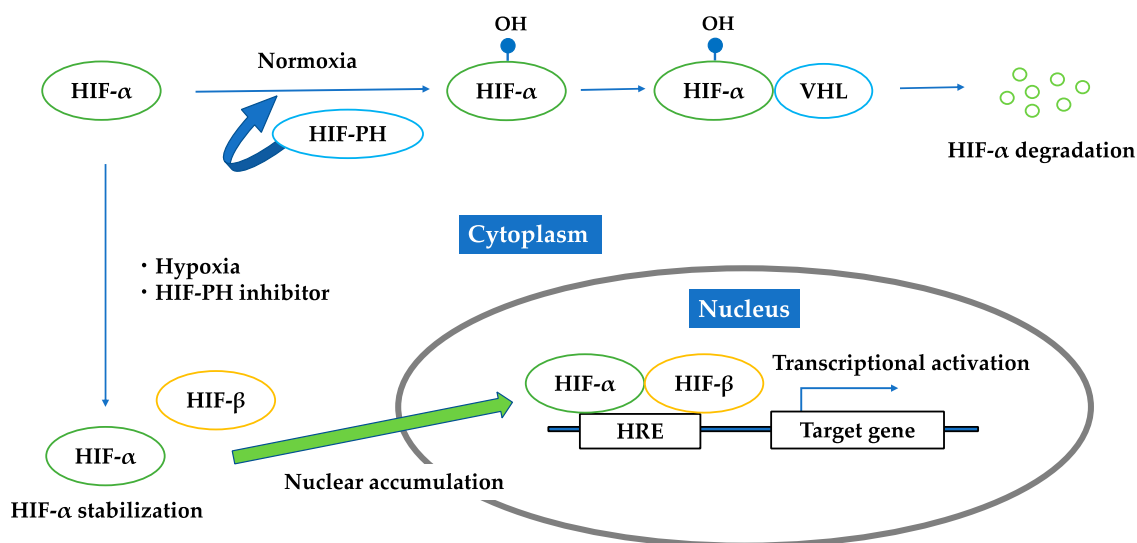 OH
OH
Normoxia
HIF-α
HIF-α
HIF-α
VHL
HIF-PH
HIF-α degradation
Cytoplasm
・Hypoxia
・HIF-PH inhibitor
Nucleus
Transcriptional activation
HIF-α
HIF-β
HIF-β
HRE
Target gene
HIF-α
Nuclear accumulation
HIF-α stabilization